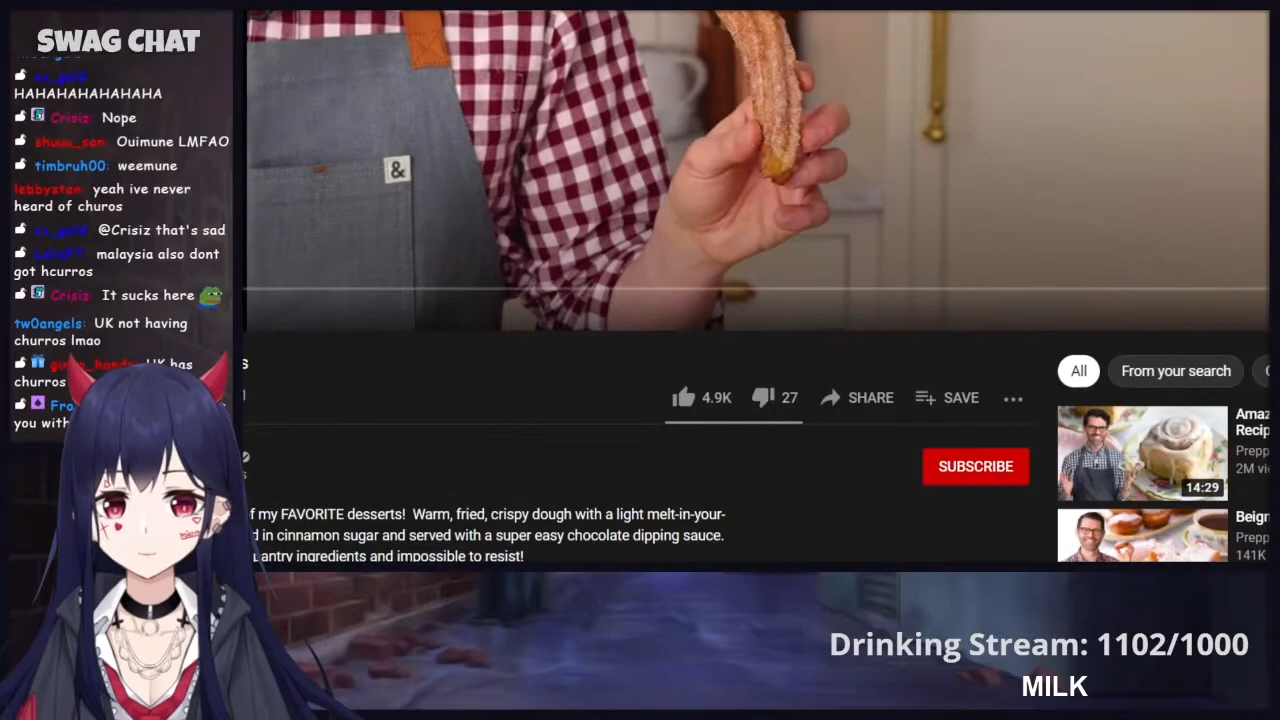 SWAG CHAT
HAHAHAHAHAHAHA
Crisiz: Nope
shuuu_san: Ouimune LMFAO
timbruh00: weemune
lebbystan: yeah ive never
heard of churos
@Crisiz that's sad
malaysia also dont
got hcurros
Crisiz: It sucks here
tw0angels: UK not having
churros lmao
UK has
churros
Fro
you with
&
4.9K
27
SHARE
SAVE
SUBSCRIBE
of my FAVORITE desserts! Warm, fried, crispy dough with a light melt-in-your-
d in cinnamon sugar and served with a super easy chocolate dipping sauce.
antry ingredients and impossible to resist!
All
From your search
Amaz
Recip
Prepp
2M vi
14:29
Beign
Prepp
141K
Drinking Stream: 1102/1000
MILK